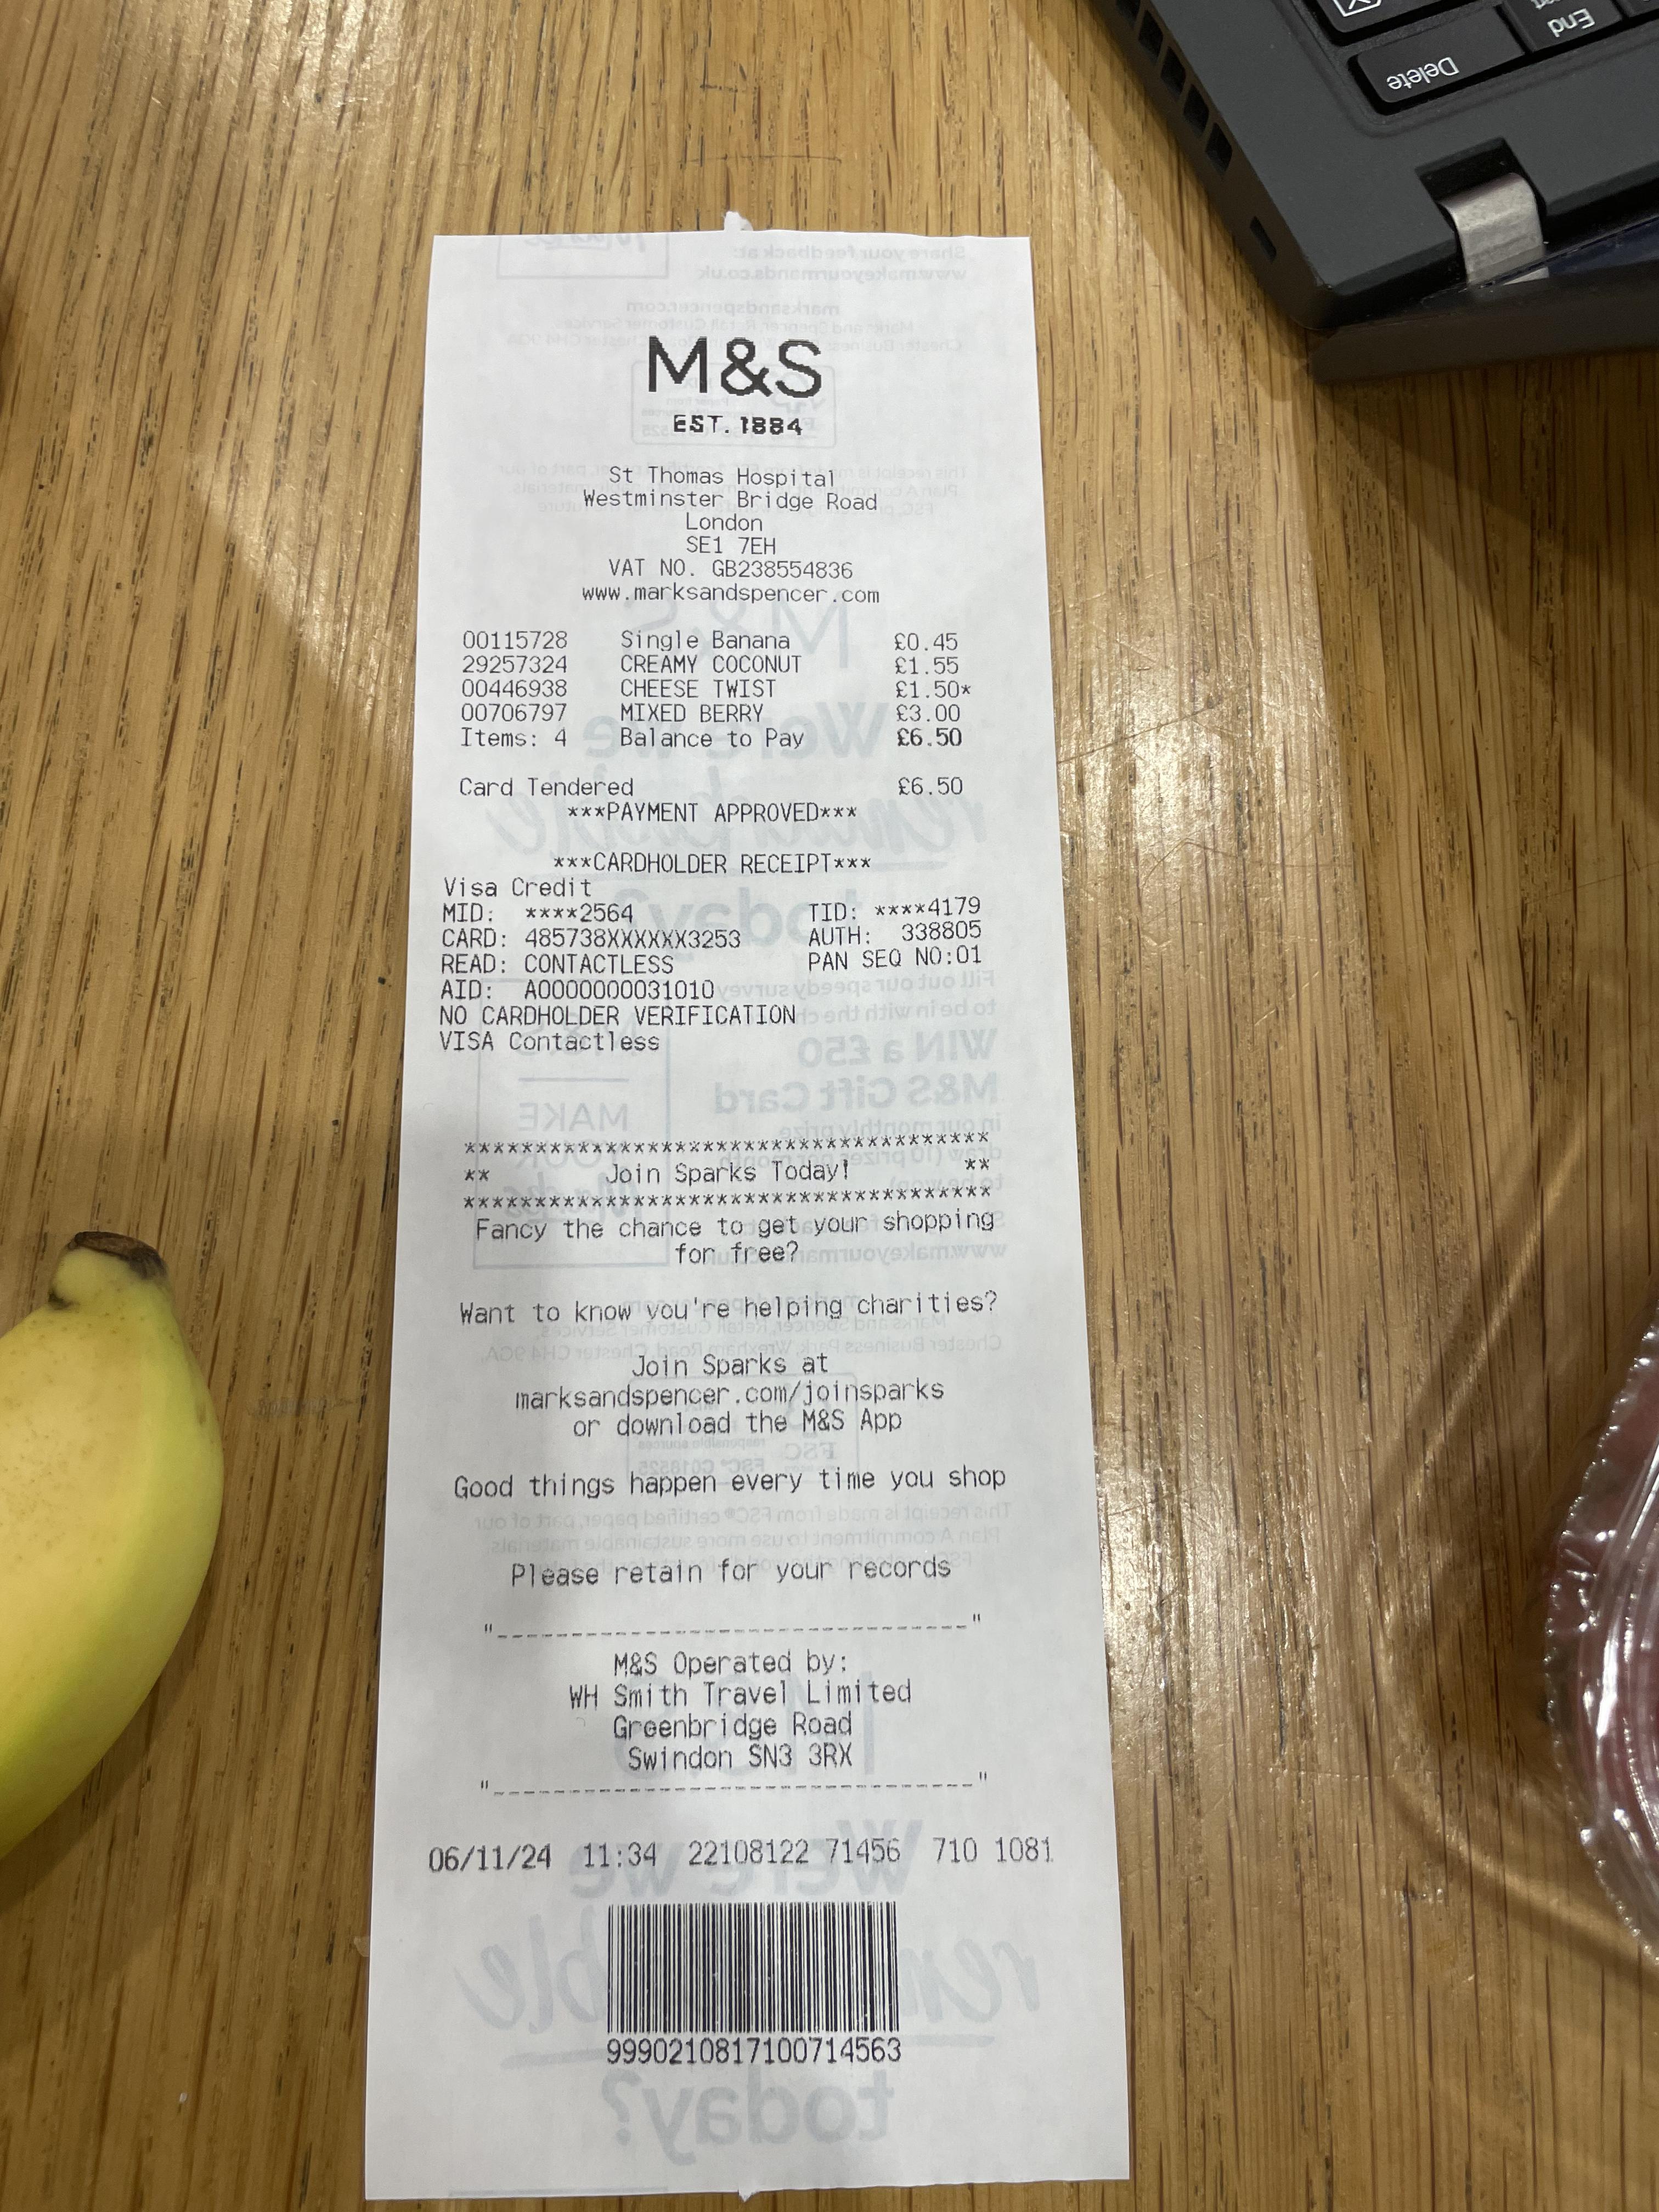 End
Delete
M&S
EST. 1884
St Thomas Hospital
Westminster Bridge Road
London
SE1 7EH
VAT NO. GB238554836
www.marksandspencer.com
00115728 Single Banana £0.45
29257324 CREAMY COCONUT £1.55
00446938 CHEESE TWIST £1.50*
00706797 MIXED BERRY £3.00
Items: 4 Balance to Pay £6.50
Card Tendered £6.50
***PAYMENT APPROVED***
***CARDHOLDER RECEIPT***
Visa Credit
MID: ****2564 TID: ****4179
CARD: 485738XXXXXX3253 AUTH: 338805
READ: CONTACTLESS PAN SEQ NO:01
AID: A0000000031010
NO CARDHOLDER VERIFICATION
VISA Contactless
*************************************
** Join Sparks Today! **
*************************************
Fancy the chance to get your shopping
for free?
Want to know you're helping charities?
Join Sparks at
marksandspencer.com/joinsparks
or download the M&S App
Good things happen every time you shop
Please retain for your records
"----------------------------------"
M&S Operated by:
WH Smith Travel Limited
Greenbridge Road
Swindon SN3 3RX
"----------------------------------"
06/11/24 11:34 22108122 71456 710 1081
9990210817100714563